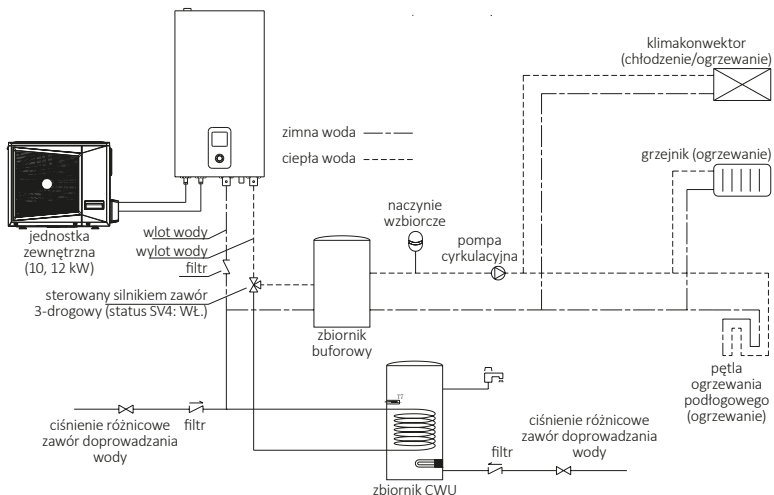 klimakonwektor
(chłodzenie/ogrzewanie)
zimna woda
ciepła woda
grzejnik (ogrzewanie)
jednostka
zewnętrzna
(10, 12 kW)
wlot wody
wylot wody
filtr
sterowany silnikiem zawór
3-drogowy (status SV4: WŁ.)
naczynie
wzbiorcze
pompa
cyrkulacyjna
zbiornik
buforowy
pętla
ogrzewania
podłogowego
(ogrzewanie)
T5
ciśnienie różnicowe
zawór doprowadzania
wody
filtr
zbiornik CWU
filtr
ciśnienie różnicowe
zawór doprowadzania
wody